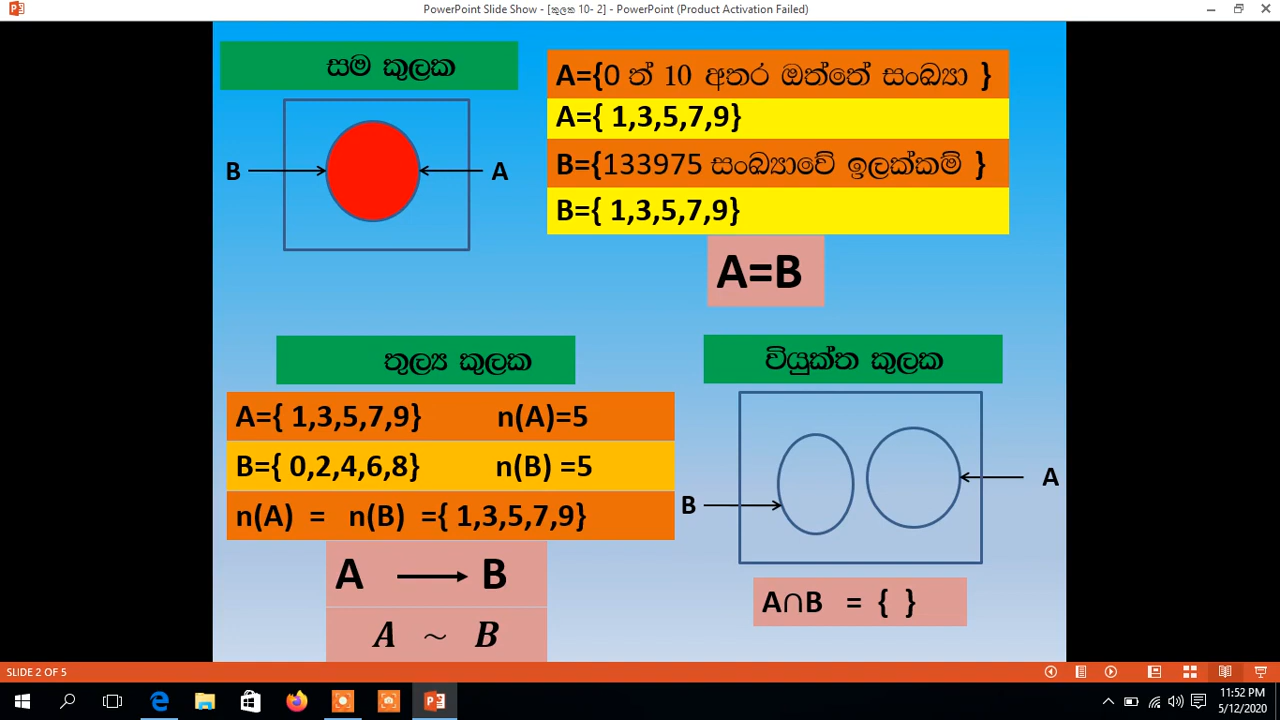 PowerPoint Slide Show - [කුලක 10- 2] - PowerPoint (Product Activation Failed)
සම කුලක
B
A
A={0 ත් 10 අතර ඔත්තේ සංඛ්‍යා }
A={ 1,3,5,7,9}
B={133975 සංඛ්‍යාවේ ඉලක්කම් }
B={ 1,3,5,7,9}
A=B
තුල්‍ය කුලක
A={ 1,3,5,7,9} n(A)=5
B={ 0,2,4,6,8} n(B) =5
n(A) = n(B) ={ 1,3,5,7,9}
A ⟶ B
A ~ B
වියුක්ත කුලක
B
A
A∩B = { }
SLIDE 2 OF 5
11:52 PM
5/12/2020